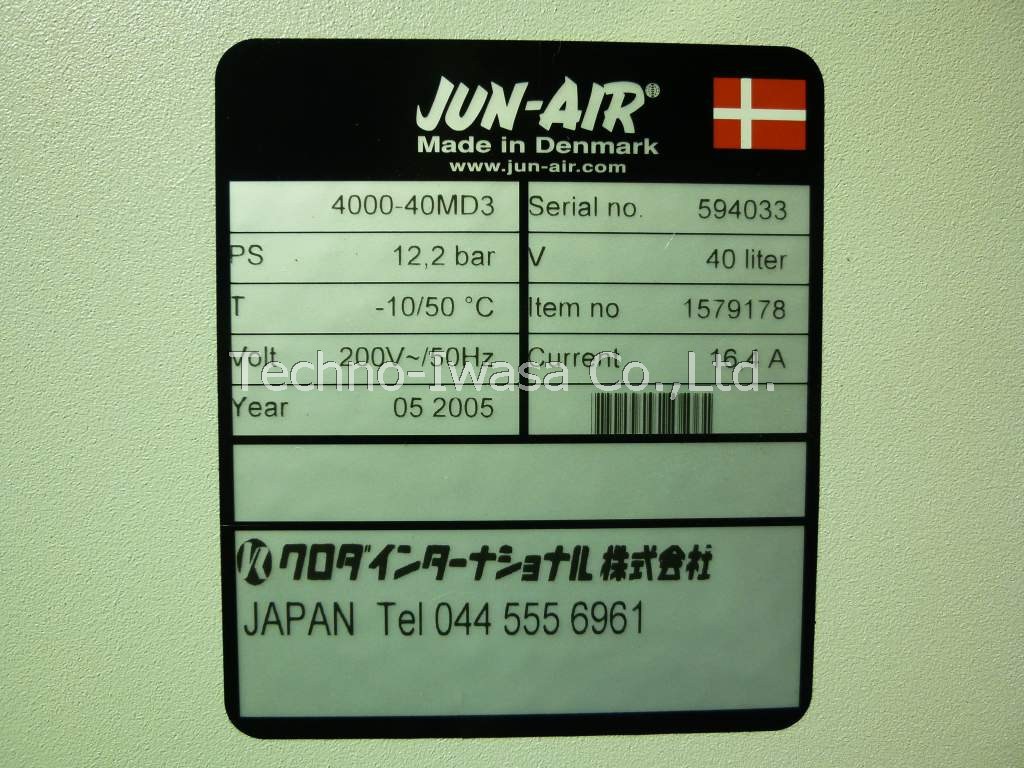 JUN-AIR®
Made in Denmark
www.jun-air.com
4000-40MD3 Serial no. 594033
PS 12,2 bar V 40 liter
T -10/50 °C Item no 1579178
Volt 200V~/50Hz Current 16.4 A
Techno-Iwasa Co.,Ltd.
Year 05 2005
K クロダインターナショナル 株式会社
JAPAN Tel 044 555 6961